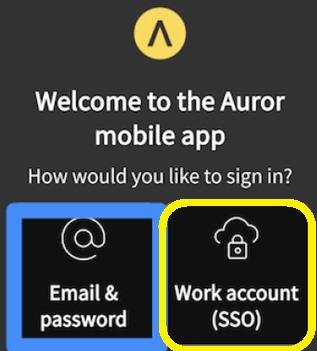 Welcome to the Auror
mobile app
How would you like to sign in?
Email &
password
Work account
(SSO)